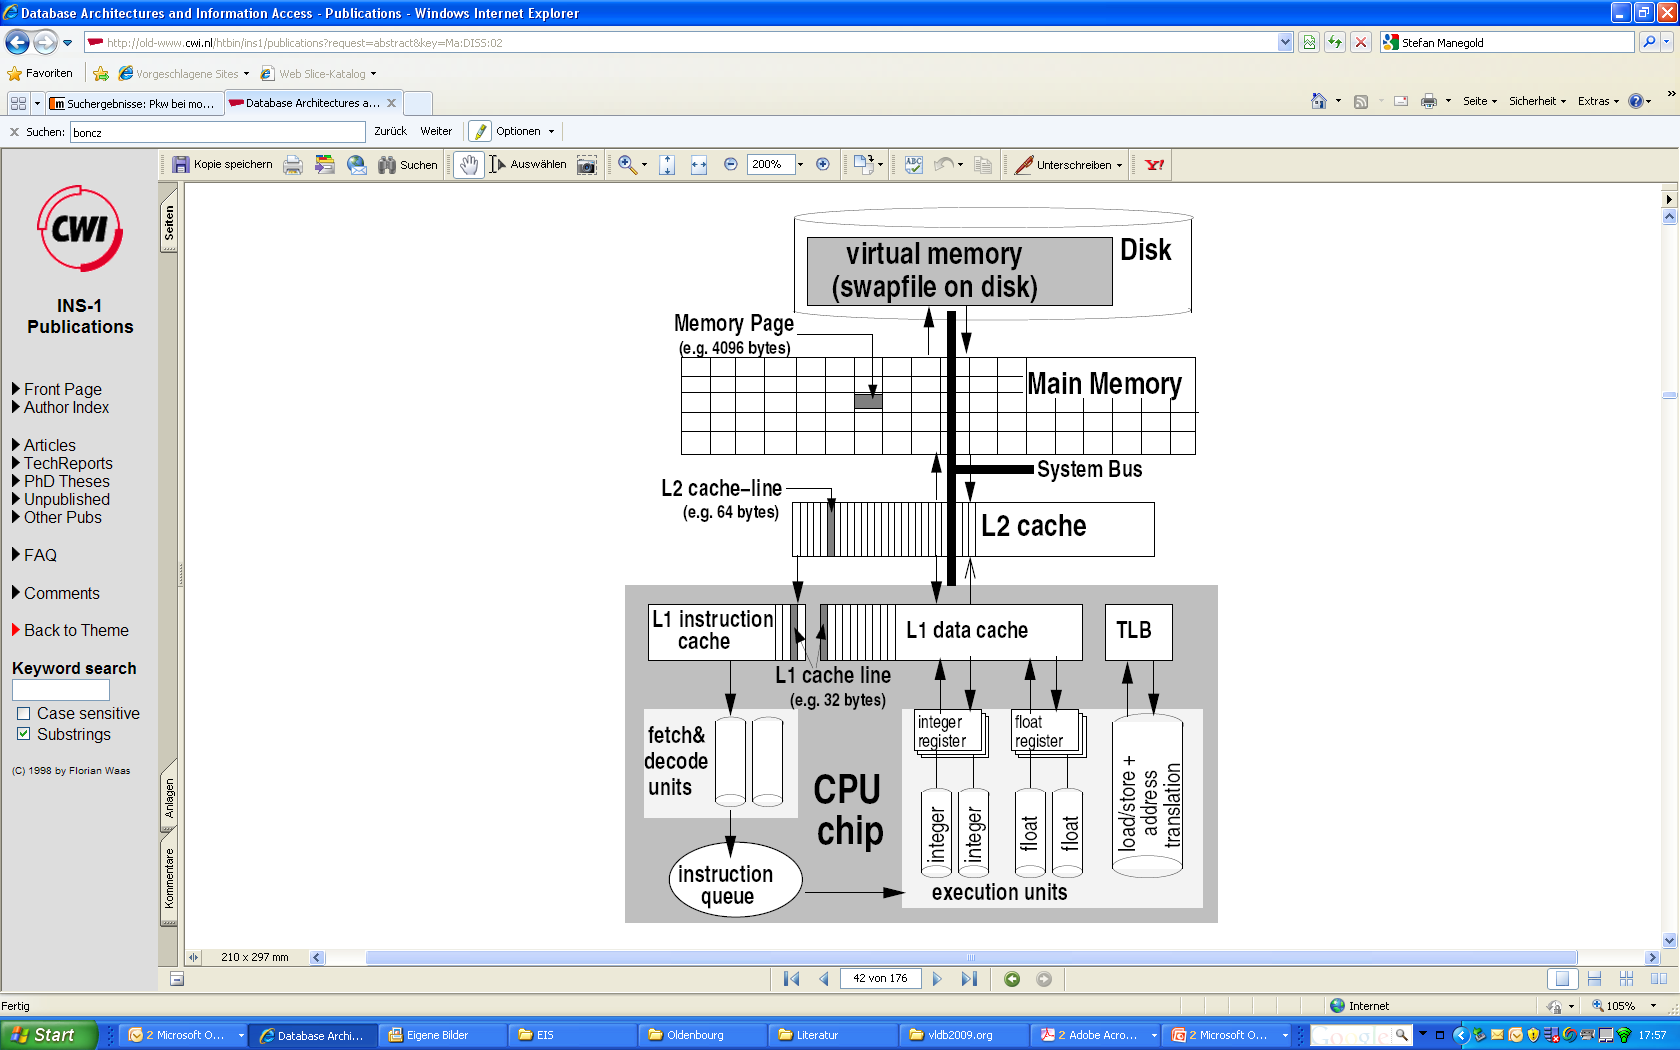 Database Architectures and Information Access - Publications - Windows Internet Explorer
http://old-www.cwi.nl/htbin/ins1/publications?request=abstract&key=Ma:DISS:02
Stefan Manegold
Favoriten
Vorgeschlagene Sites
Web Slice-Katalog
Suchergebnisse: Pkw bei mo...
Database Architectures a...
Seite
Sicherheit
Extras
Suchen: boncz
Zurück
Weiter
Optionen
Kopie speichern
Suchen
Auswählen
200%
Unterschreiben
Y!
CWI
INS-1
Publications
Front Page
Author Index
Articles
TechReports
PhD Theses
Unpublished
Other Pubs
FAQ
Comments
Back to Theme
Keyword search
Case sensitive
Substrings
(C) 1998 by Florian Waas
Seiten
Anlagen
Kommentare
virtual memory
(swapfile on disk)
Disk
Memory Page
(e.g. 4096 bytes)
Main Memory
System Bus
L2 cache–line
(e.g. 64 bytes)
L2 cache
L1 instruction
cache
L1 data cache
TLB
L1 cache line
(e.g. 32 bytes)
fetch&
decode
units
integer
register
float
register
CPU
chip
integer
integer
float
float
load/store +
address
translation
instruction
queue
execution units
210 x 297 mm
42 von 176
Fertig
Internet
105%
Start
2 Microsoft O...
Database Archi...
Eigene Bilder
EIS
Oldenbourg
Literatur
vldb2009.org
2 Adobe Acro...
2 Microsoft O...
Google
17:57